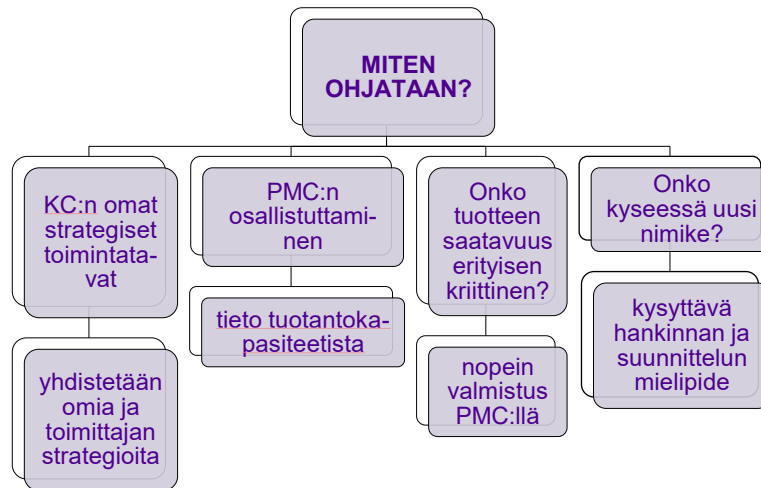 MITEN
OHJATAAN?
KC:n omat
strategiset
toimintata-
vat
PMC:n
osallistuttami-
nen
Onko
tuotteen
saatavuus
erityisen
kriittinen?
Onko
kyseessä uusi
nimike?
yhdistetään
omia ja
toimittajan
strategioita
tieto tuotantoka-
pasiteetista
nopein
valmistus
PMC:llä
kysyttävä
hankinnan ja
suunnittelun
mielipide